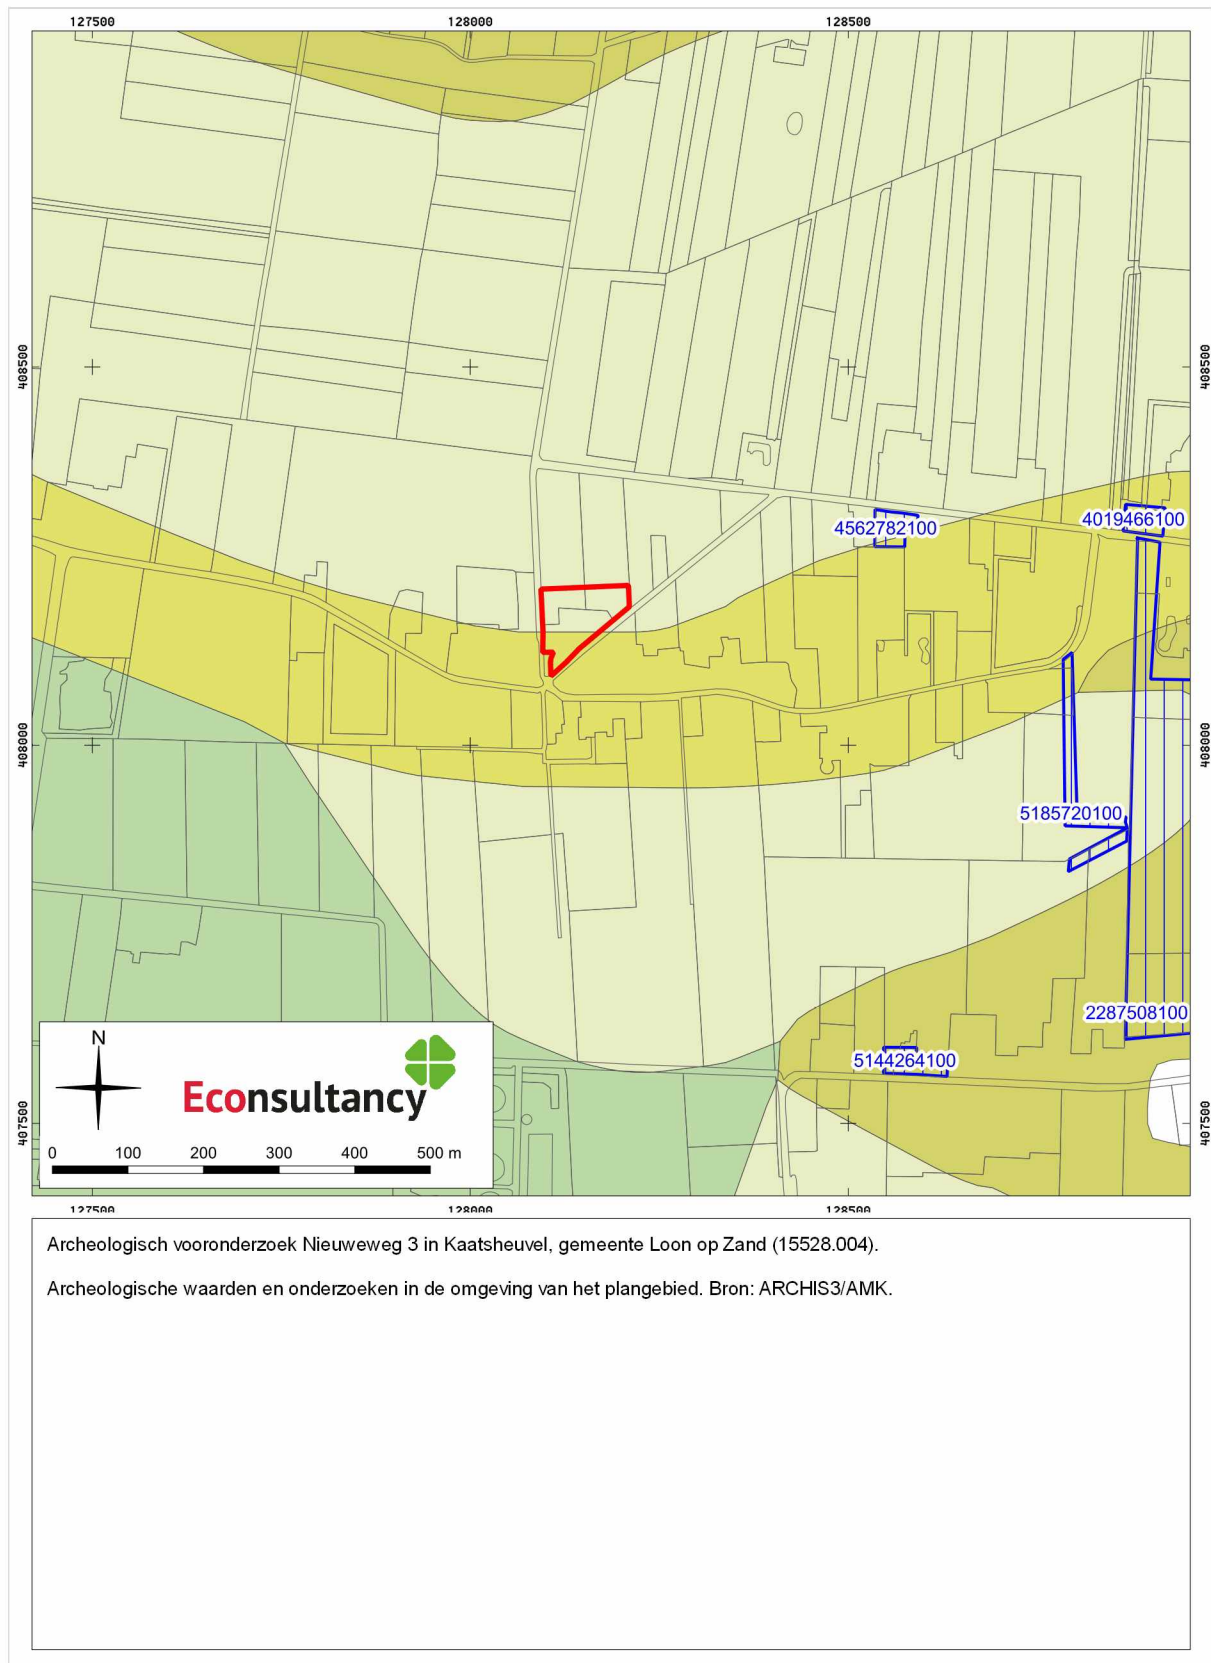 127500 128000 128500
408500 408500
4562782100 4019466100
408000 408000
5185720100
2287508100
5144264100
N
Econsultancy
407500 407500
0 100 200 300 400 500 m
127500 128000 128500
Archeologisch vooronderzoek Nieuweweg 3 in Kaatsheuvel, gemeente Loon op Zand (15528.004).
Archeologische waarden en onderzoeken in de omgeving van het plangebied. Bron: ARCHIS3/AMK.